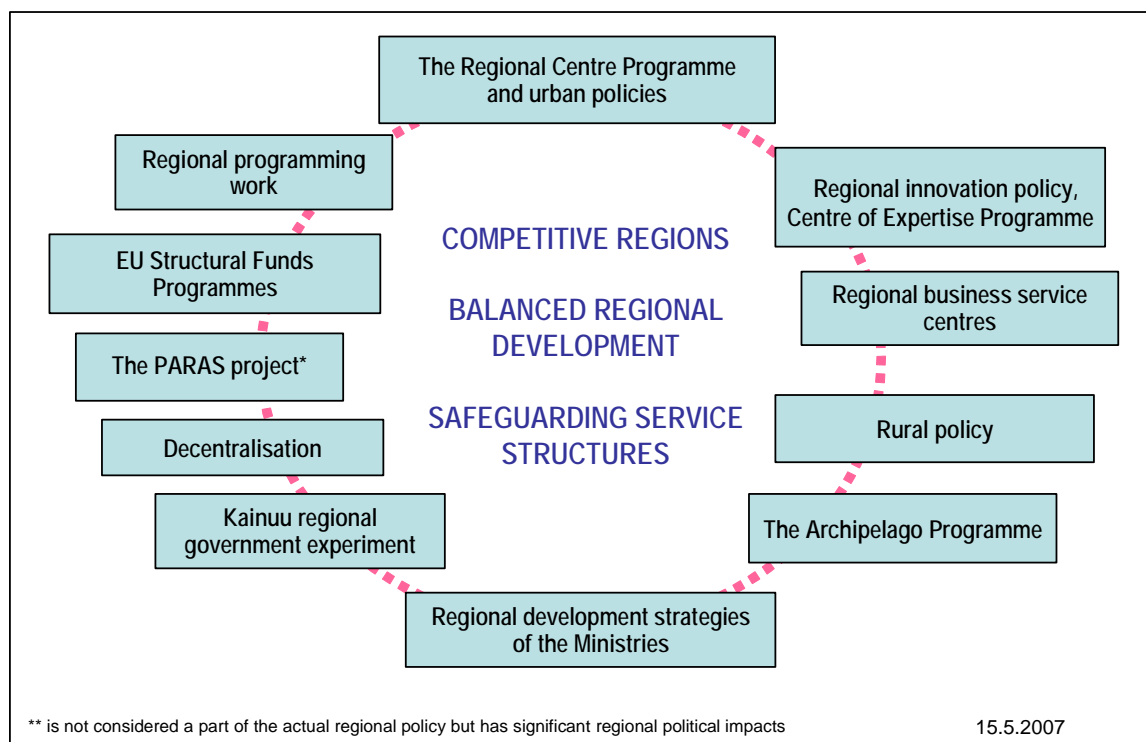 The Regional Centre Programme
and urban policies
Regional programming
work
Regional innovation policy,
Centre of Expertise Programme
EU Structural Funds
Programmes
COMPETITIVE REGIONS
Regional business service
centres
BALANCED REGIONAL
DEVELOPMENT
The PARAS project*
SAFEGUARDING SERVICE
STRUCTURES
Rural policy
Decentralisation
Kainuu regional
government experiment
The Archipelago Programme
Regional development strategies
of the Ministries
** is not considered a part of the actual regional policy but has significant regional political impacts
15.5.2007